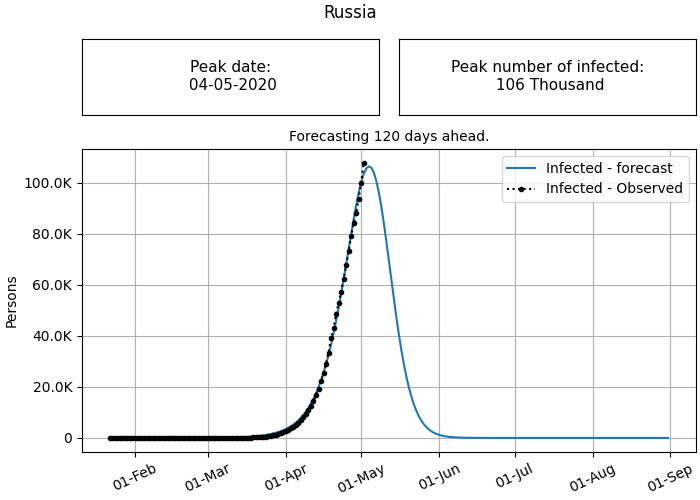 Russia
Peak date:
04-05-2020
Peak number of infected:
106 Thousand
Forecasting 120 days ahead.
Infected - forecast
Infected - Observed
Persons
100.0K
80.0K
60.0K
40.0K
20.0K
0
01-Feb
01-Mar
01-Apr
01-May
01-Jun
01-Jul
01-Aug
01-Sep